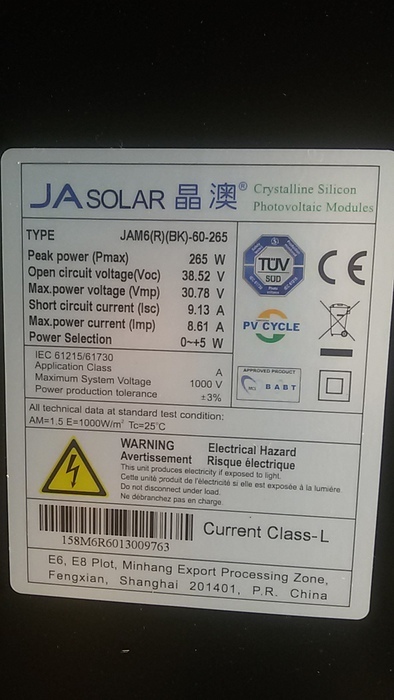 JA SOLAR 晶澳® Crystalline Silicon
Photovoltaic Modules
TYPE JAM6(R)(BK)-60-265
Peak power (Pmax) 265 W
Open circuit voltage(Voc) 38.52 V
Max.power voltage (Vmp) 30.78 V
Short circuit current (Isc) 9.13 A
Max.power current (Imp) 8.61 A
Power Selection 0~+5 W
TÜV
SÜD
CE
PV CYCLE
IEC 61215/61730
Application Class A
Maximum System Voltage 1000 V
Power production tolerance ±3%
APPROVED PRODUCT
MCS BABT
All technical data at standard test condition:
AM=1.5 E=1000W/m² Tc=25°C
WARNING Electrical Hazard
Avertissement Risque électrique
This unit produces electricity if exposed to light.
Cette unité produit de l'électricité si elle est exposée à la lumière.
Do not disconnect under load.
Ne débranchez pas en charge.
158M6R6013009763
Current Class-L
E6, E8 Plot, Minhang Export Processing Zone,
Fengxian, Shanghai 201401, P.R. China